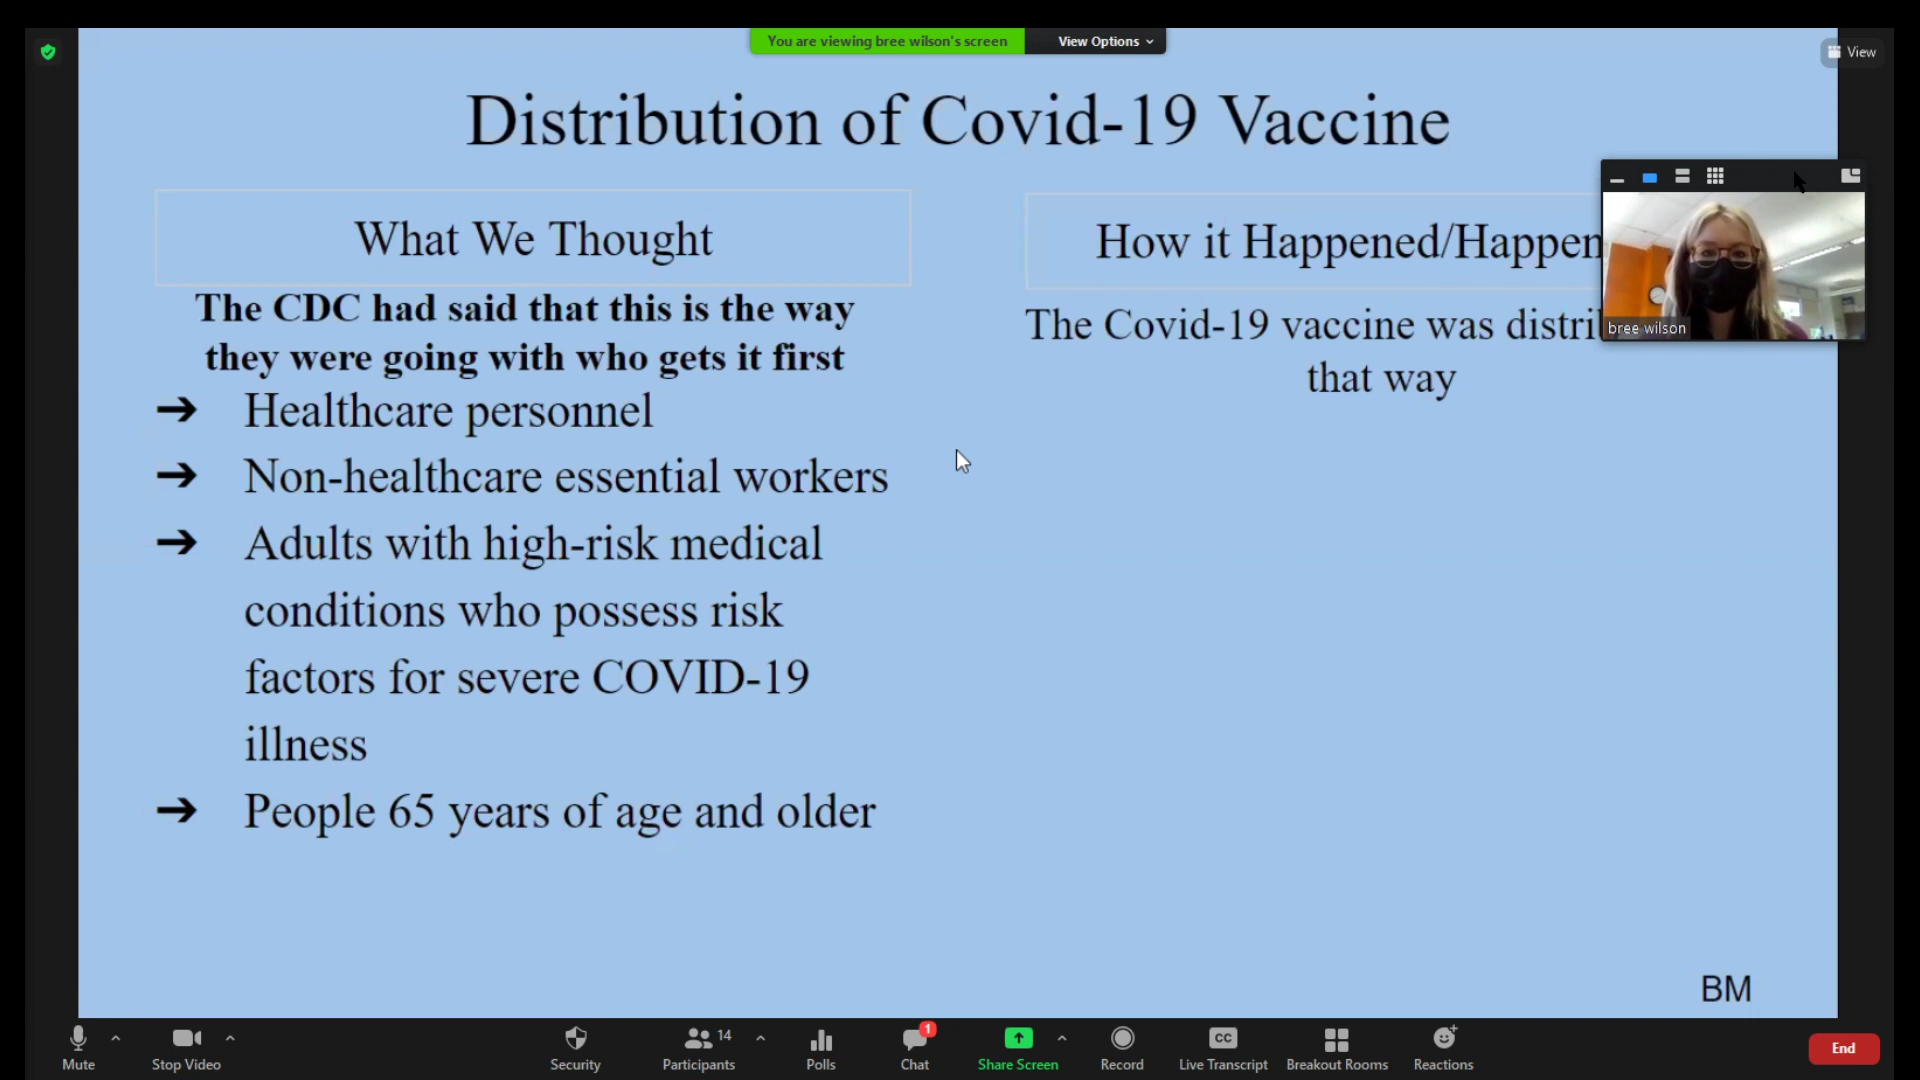 You are viewing bree wilson's screen
View Options
View
Distribution of Covid-19 Vaccine
What We Thought
The CDC had said that this is the way
they were going with who gets it first
➔ Healthcare personnel
➔ Non-healthcare essential workers
➔ Adults with high-risk medical
conditions who possess risk
factors for severe COVID-19
illness
➔ People 65 years of age and older
How it Happened/Happen
The Covid-19 vaccine was distri
that way
bree wilson
BM
Mute
Stop Video
Security
14
Participants
Polls
1
Chat
Share Screen
Record
CC
Live Transcript
Breakout Rooms
Reactions
End